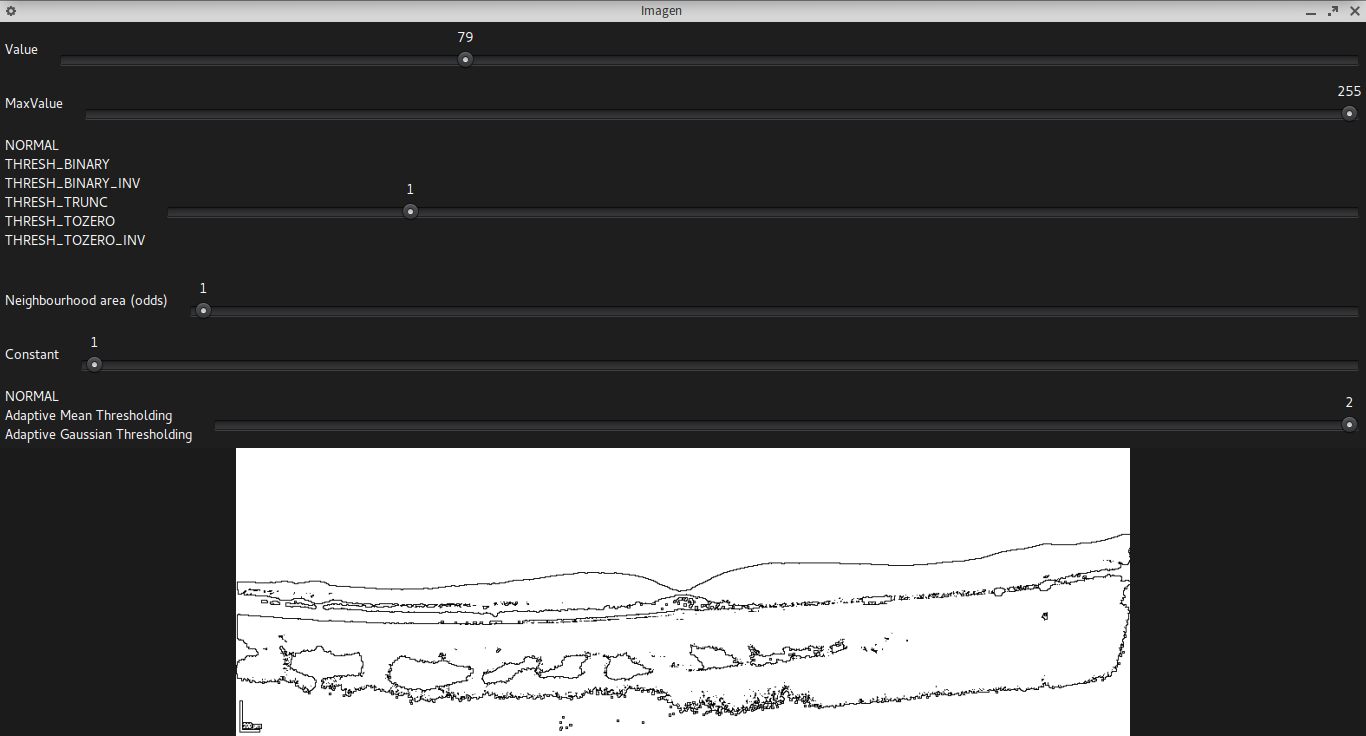 Imagen
79
Value
255
MaxValue
NORMAL
THRESH_BINARY
THRESH_BINARY_INV
THRESH_TRUNC
THRESH_TOZERO
THRESH_TOZERO_INV
1
1
Neighbourhood area (odds)
1
Constant
NORMAL
Adaptive Mean Thresholding
Adaptive Gaussian Thresholding
2